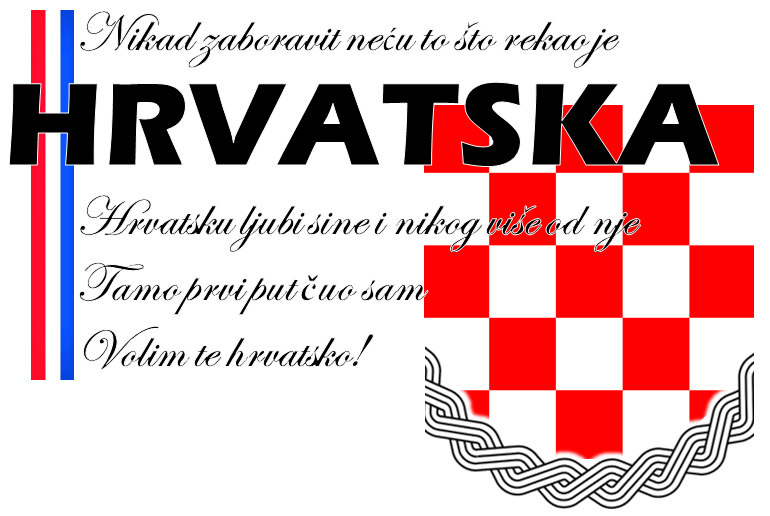 Nikad zaboravit neću to što rekao je
HRVATSKA
Hrvatsku ljubi sine i nikog više od nje
Tamo prvi put čuo sam
Volim te hrvatsko!